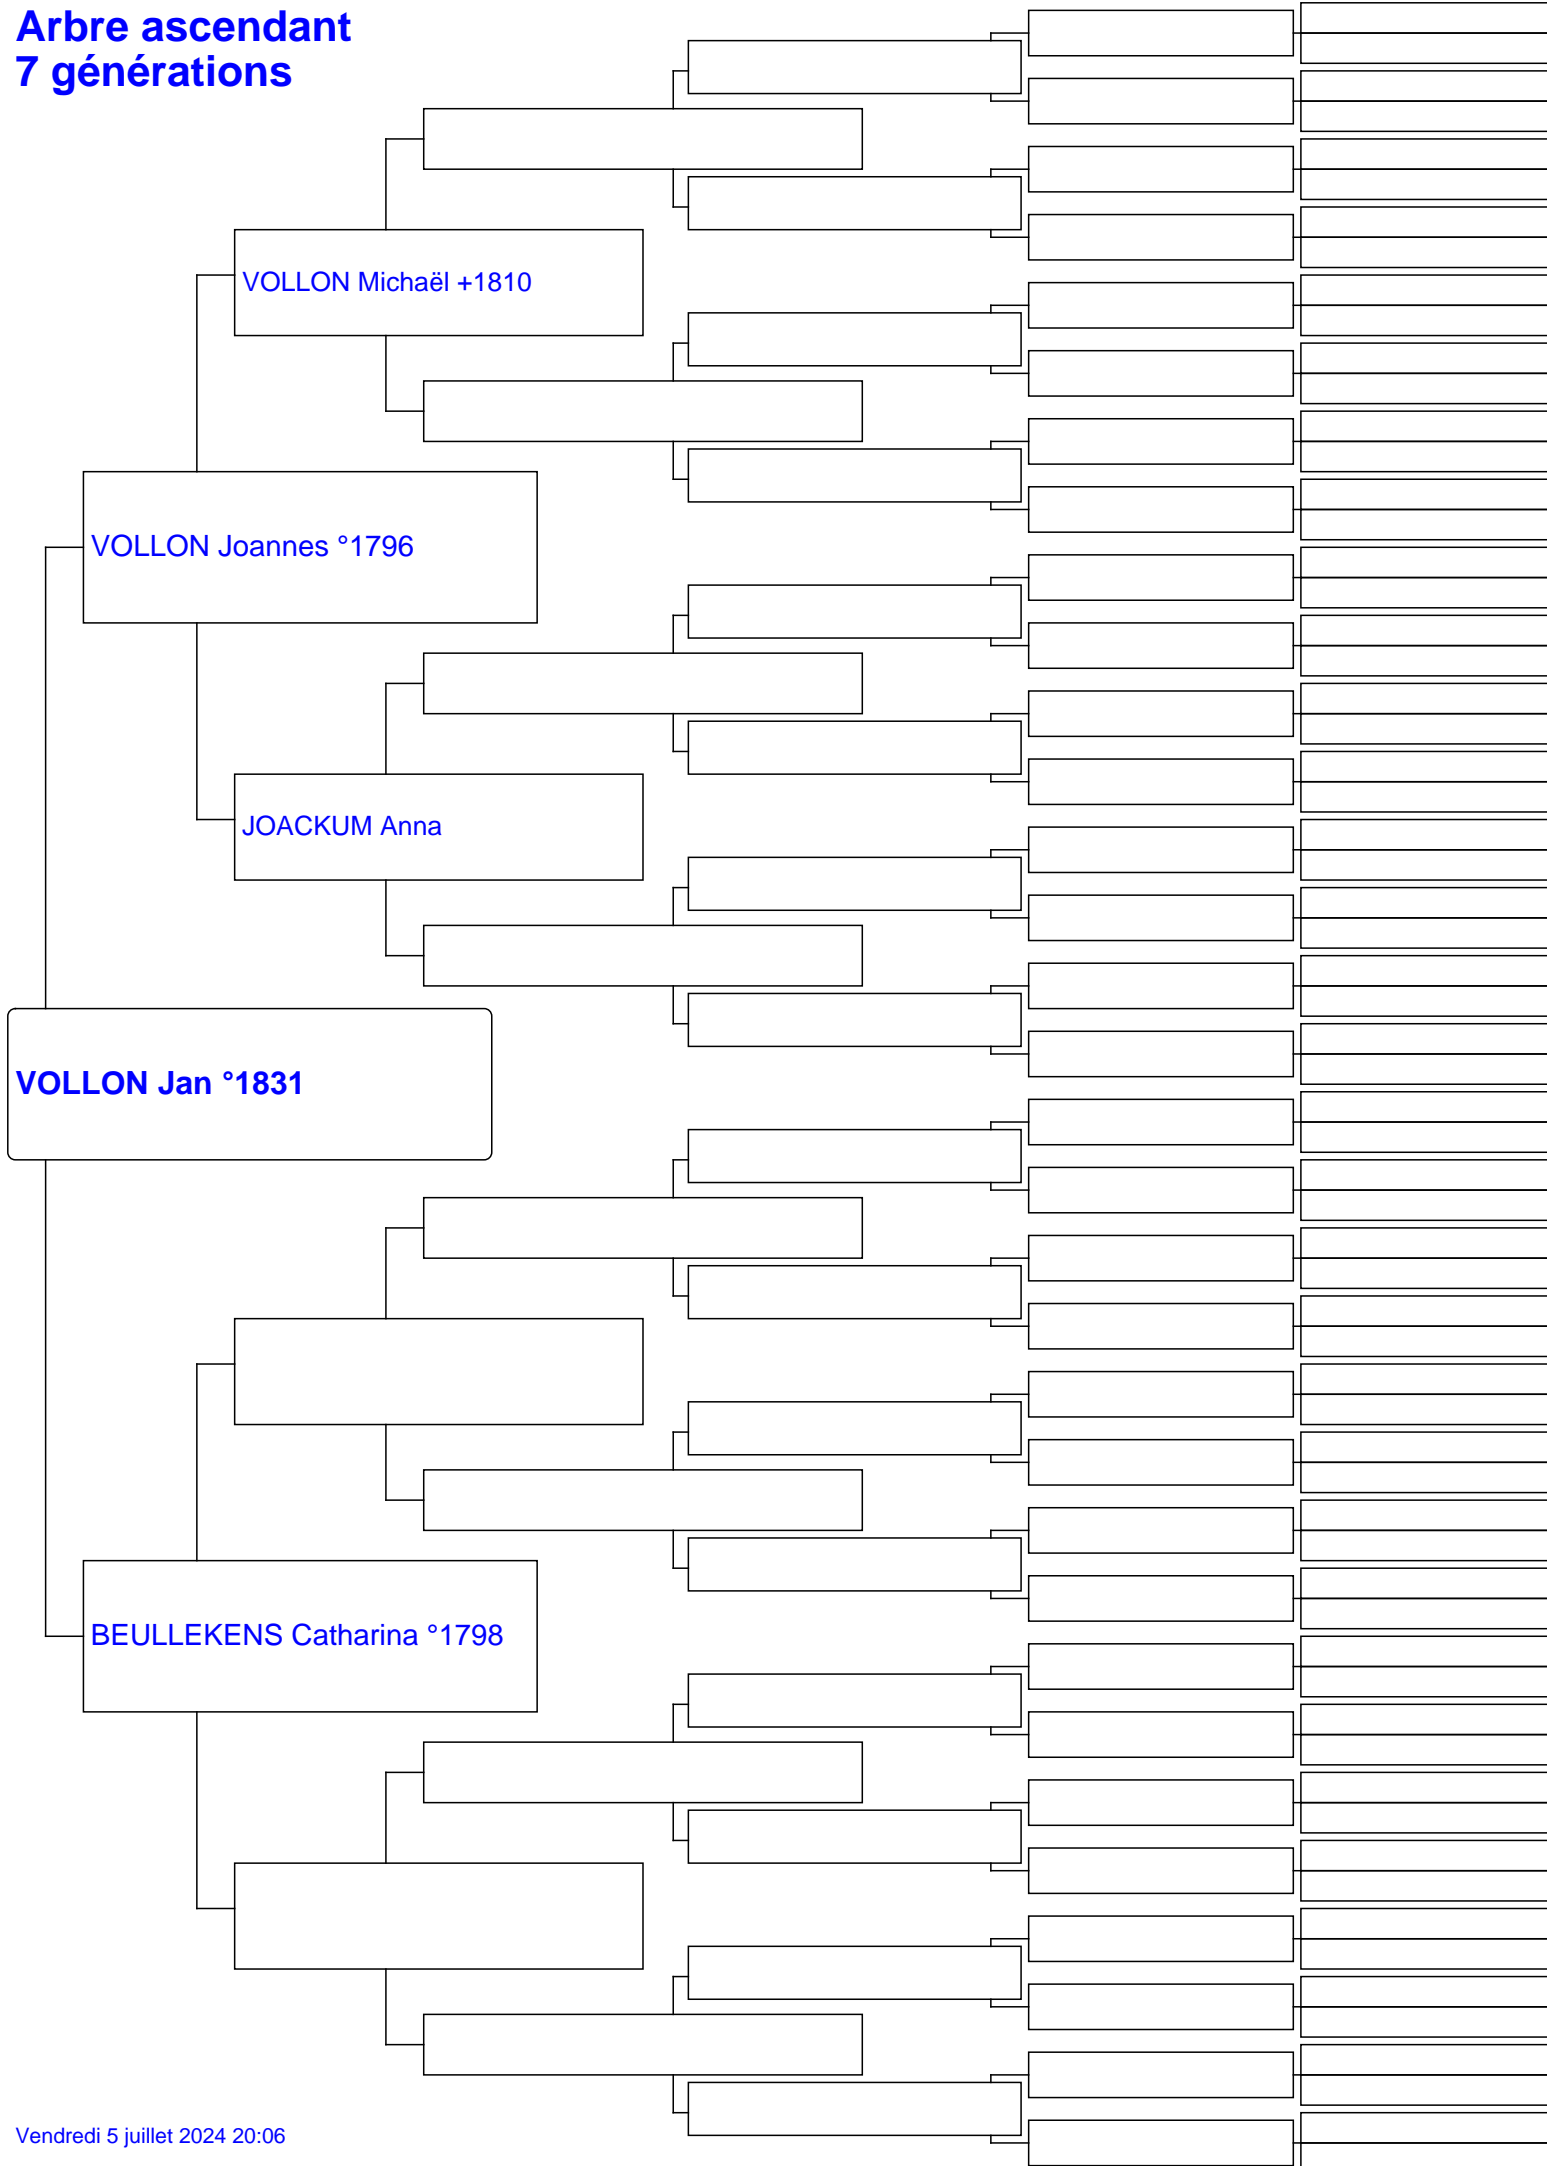 Arbre ascendant
7 générations
VOLLON Michaël +1810
VOLLON Joannes °1796
JOACKUM Anna
VOLLON Jan °1831
BEULLEKENS Catharina °1798
Vendredi 5 juillet 2024 20:06